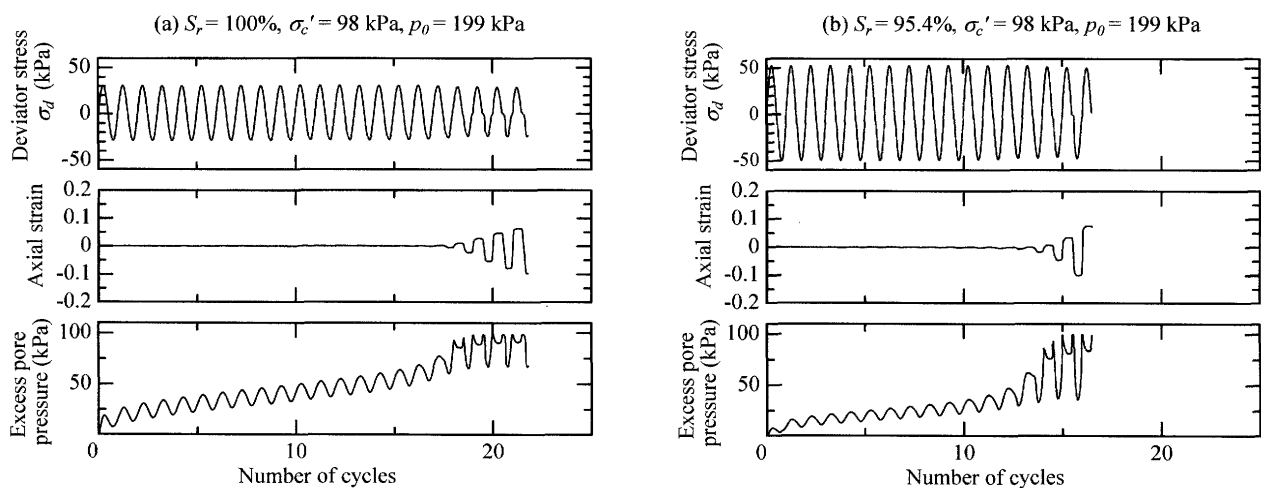 (a) Sr = 100%, σc′ = 98 kPa, p0 = 199 kPa
Deviator stress
σd (kPa)
50
0
-50
Axial strain
0.2
0.1
0
-0.1
-0.2
Excess pore
pressure (kPa)
100
50
0
10
20
Number of cycles
(b) Sr = 95.4%, σc′ = 98 kPa, p0 = 199 kPa
Deviator stress
σd (kPa)
50
0
-50
Axial strain
0.2
0.1
0
-0.1
-0.2
Excess pore
pressure (kPa)
100
50
0
10
20
Number of cycles